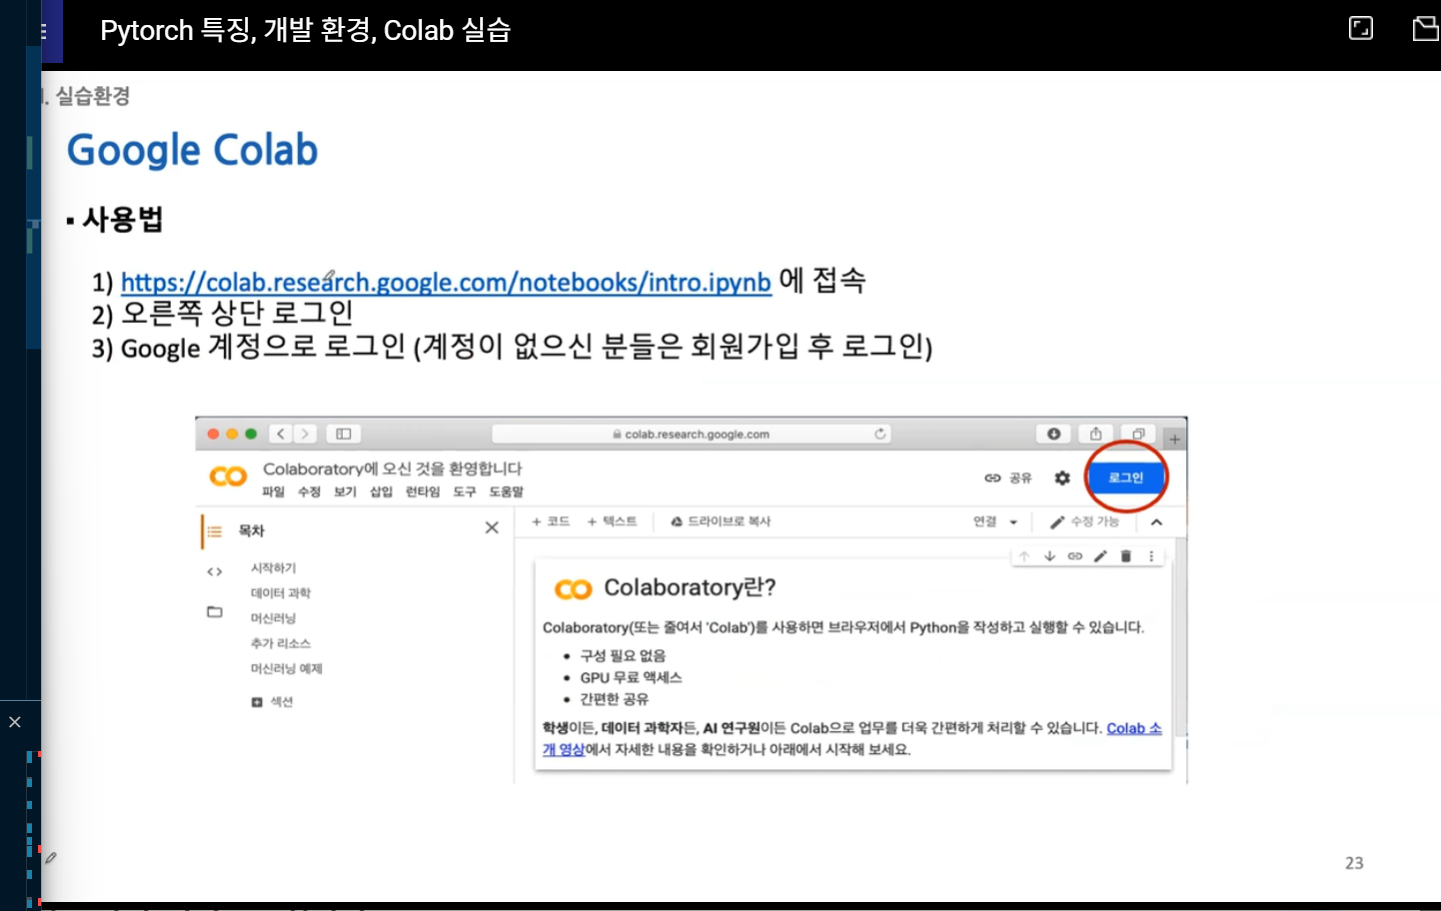 Pytorch 특징, 개발 환경, Colab 실습
. 실습환경
Google Colab
▪ 사용법
1) https://colab.research.google.com/notebooks/intro.ipynb 에 접속
2) 오른쪽 상단 로그인
3) Google 계정으로 로그인 (계정이 없으신 분들은 회원가입 후 로그인)
colab.research.google.com
Colaboratory에 오신 것을 환영합니다
파일 수정 보기 삽입 런타임 도구 도움말
공유
로그인
목차
+ 코드 + 텍스트 드라이브로 복사
연결 수정 가능
시작하기
데이터 과학
머신러닝
추가 리소스
머신러닝 예제
섹션
Colaboratory란?
Colaboratory(또는 줄여서 'Colab')를 사용하면 브라우저에서 Python을 작성하고 실행할 수 있습니다.
• 구성 필요 없음
• GPU 무료 액세스
• 간편한 공유
학생이든, 데이터 과학자든, AI 연구원이든 Colab으로 업무를 더욱 간편하게 처리할 수 있습니다. Colab 소
개 영상에서 자세한 내용을 확인하거나 아래에서 시작해 보세요.
23